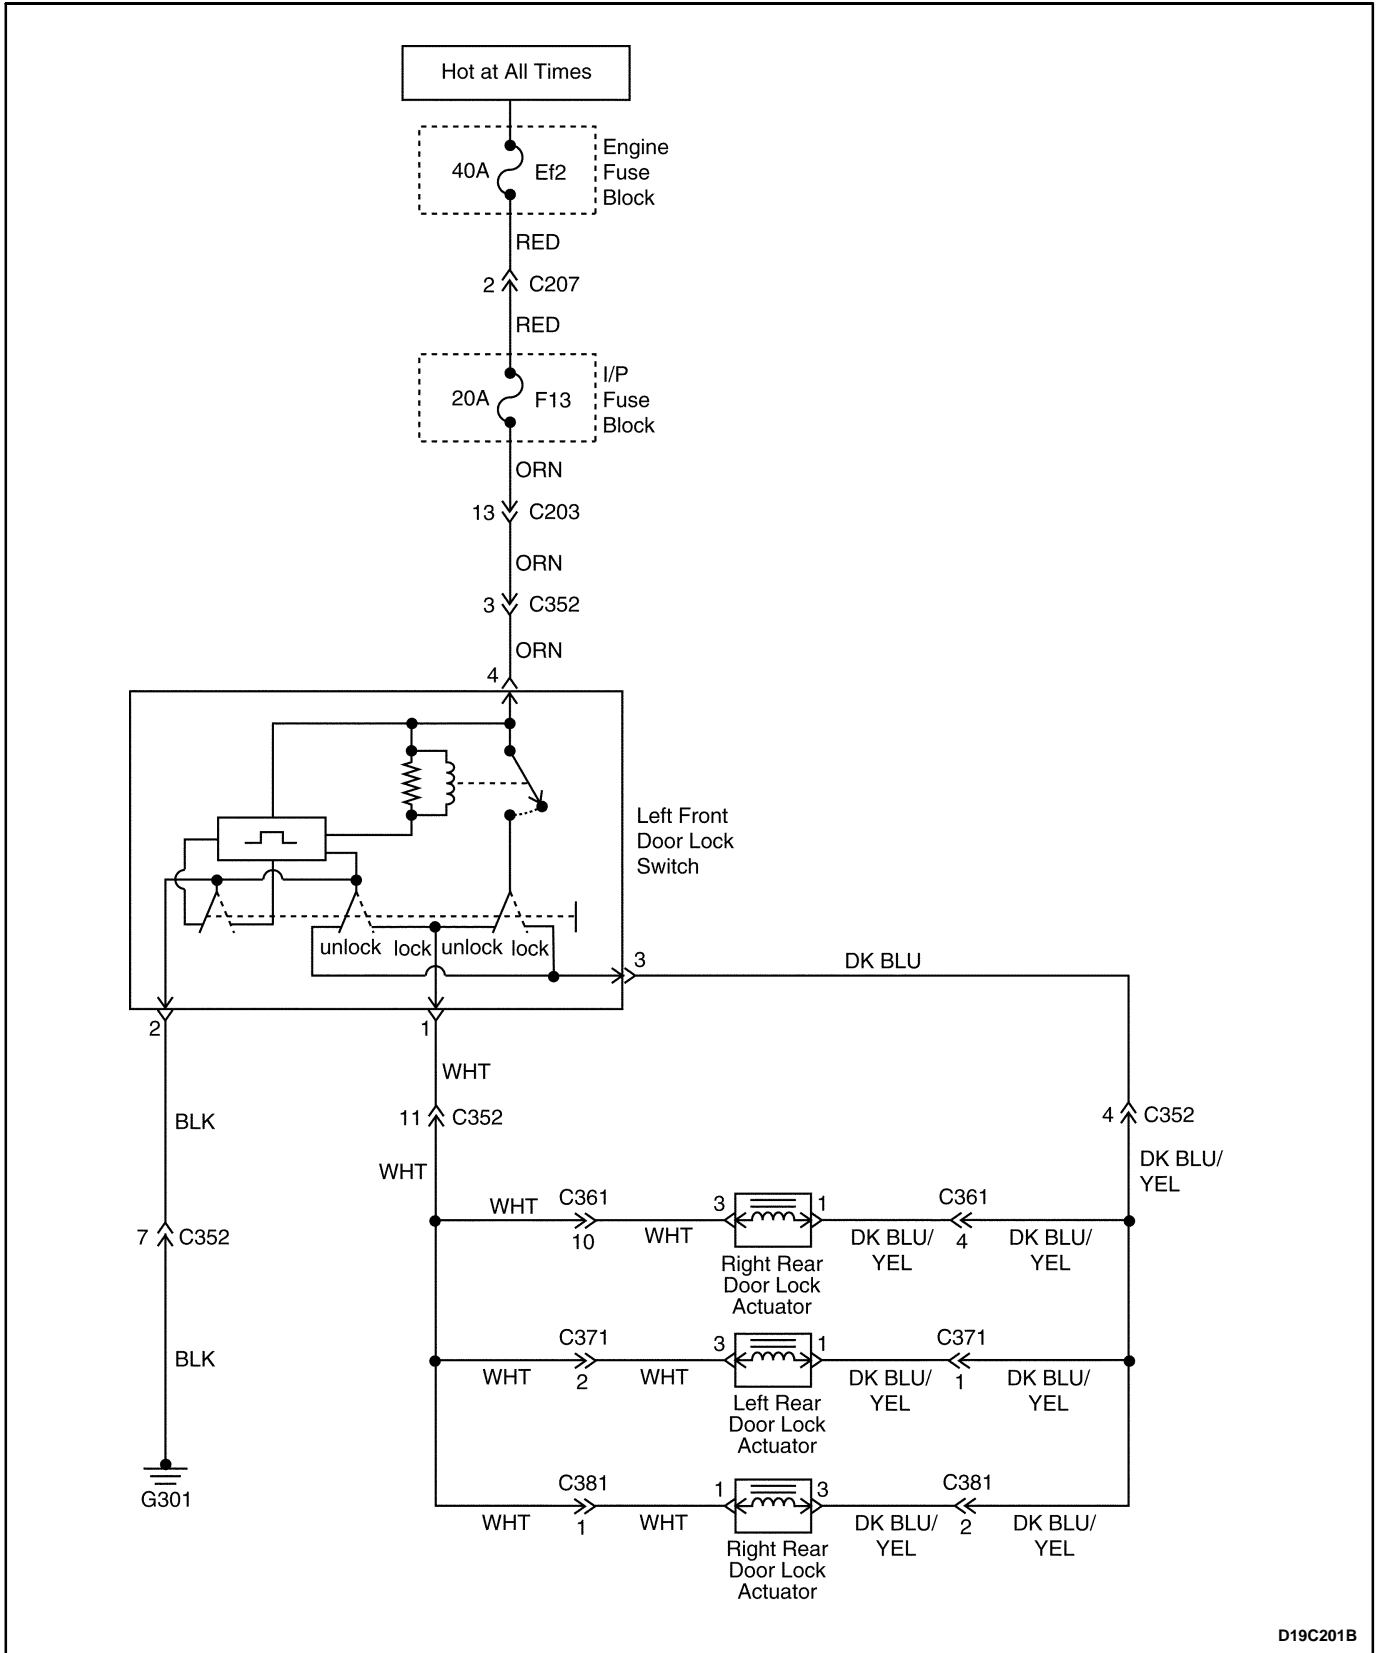 Hot at All Times
40A
Ef2
Engine
Fuse
Block
RED
2
C207
RED
20A
F13
I/P
Fuse
Block
ORN
13
C203
ORN
3
C352
ORN
4
Left Front
Door Lock
Switch
unlock
lock
unlock
lock
3
DK BLU
2
1
WHT
BLK
11
C352
4
C352
WHT
DK BLU/
YEL
7
C352
WHT
C361
10
WHT
3
1
Right Rear
Door Lock
Actuator
DK BLU/
YEL
C361
4
DK BLU/
YEL
BLK
WHT
C371
2
WHT
3
1
Left Rear
Door Lock
Actuator
DK BLU/
YEL
C371
1
DK BLU/
YEL
G301
WHT
C381
1
WHT
1
3
Right Rear
Door Lock
Actuator
DK BLU/
YEL
C381
2
DK BLU/
YEL
D19C201B